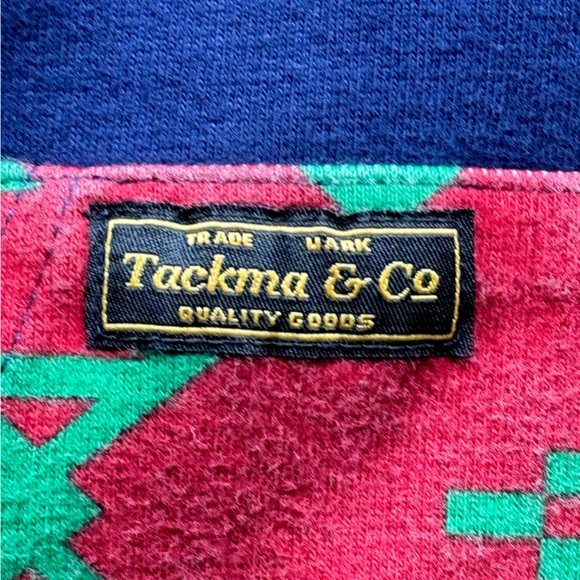 TRADE MARK
Tackma & Co
QUALITY GOODS